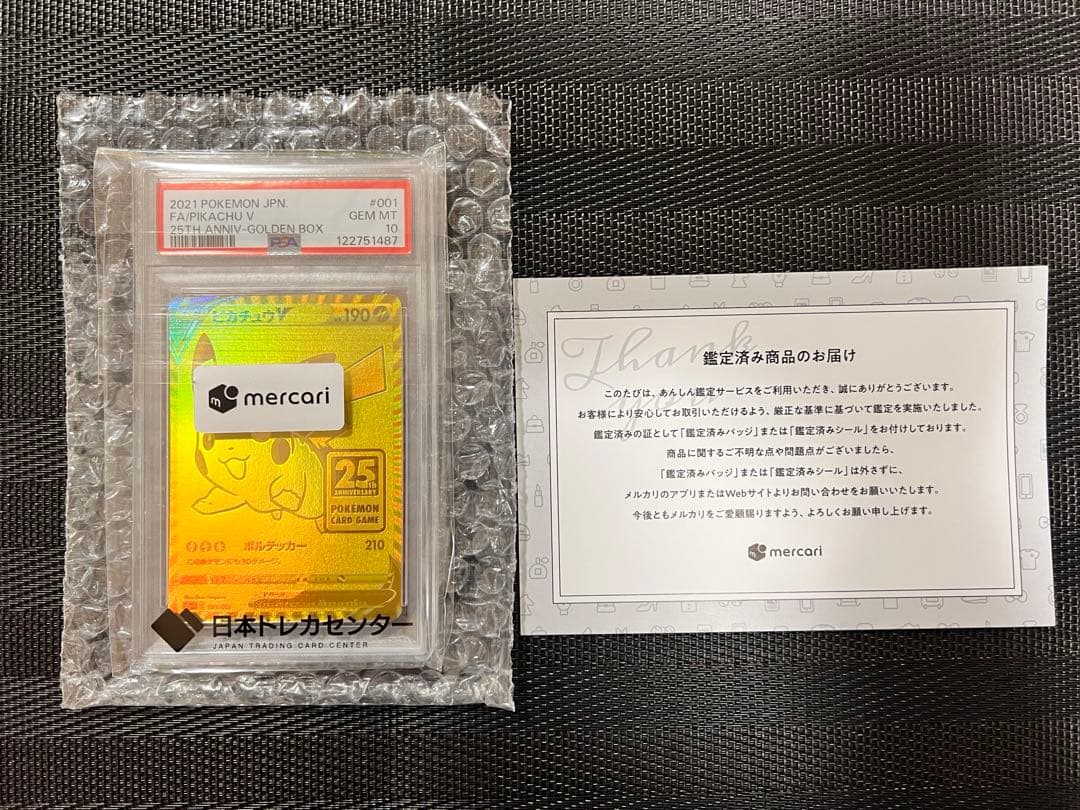 2021 POKEMON JPN.
#001
FA/PIKACHU V
GEM MT
25TH ANNIV-GOLDEN BOX
10
PSA
122751487
ピカチュウV
190
mercari
25th
ANNIVERSARY
POKÉMON
CARD GAME
ボルテッカー
210
日本トレカセンター
JAPAN TRADING CARD CENTER
Thank you
鑑定済み商品のお届け
このたびは、あんしん鑑定サービスをご利用いただき、誠にありがとうございます。
お客様により安心してお取引いただけるよう、厳正な基準に基づいて鑑定を実施いたしました。
鑑定済みの証として「鑑定済みバッジ」または「鑑定済みシール」をお付けしております。
商品に関するご不明な点や問題点がございましたら、
「鑑定済みバッジ」または「鑑定済みシール」は外さずに、
メルカリのアプリまたはWebサイトよりお問い合わせをお願いいたします。
今後ともメルカリをご愛顧賜りますよう、よろしくお願い申し上げます。
mercari